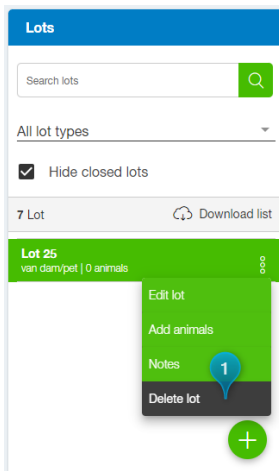 Lots
Search lots
All lot types
Hide closed lots
7 Lot
Download list
Lot 25
van dam/pet | 0 animals
Edit lot
Add animals
Notes
1
Delete lot